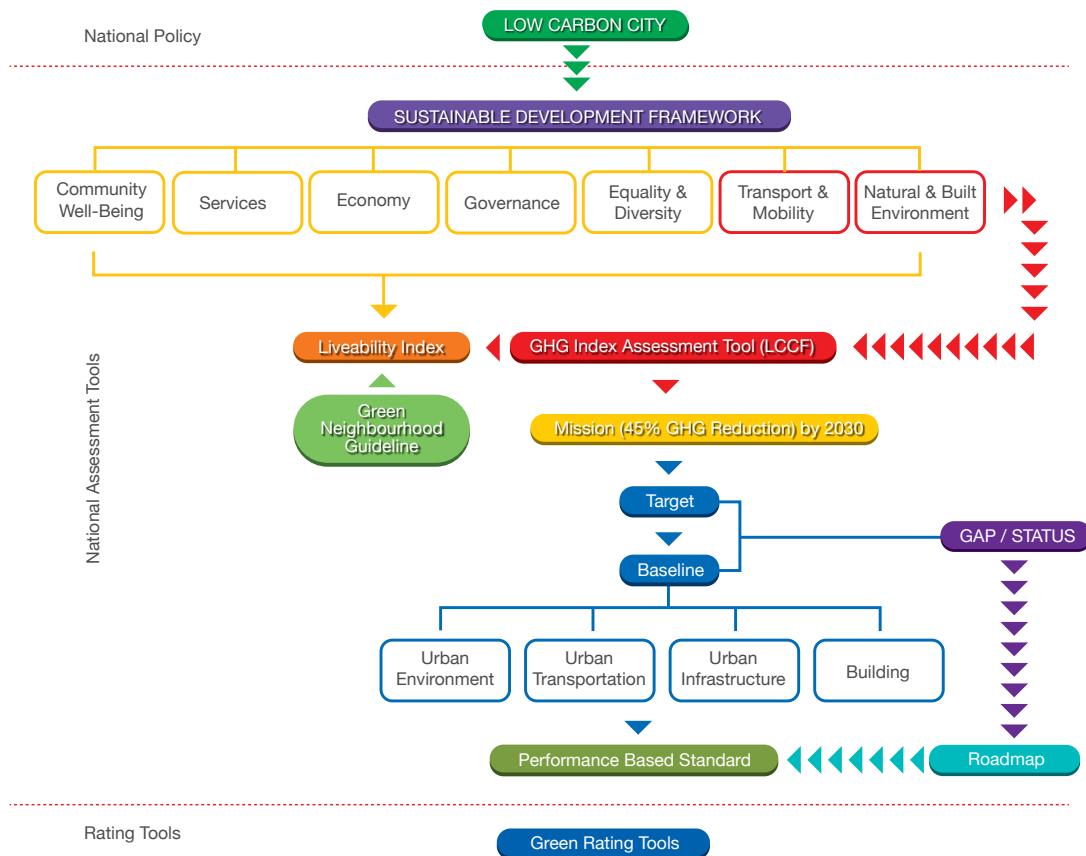 National Policy
LOW CARBON CITY
SUSTAINABLE DEVELOPMENT FRAMEWORK
Community
Well-Being
Services
Economy
Governance
Equality &
Diversity
Transport &
Mobility
Natural & Built
Environment
National Assessment Tools
Liveability Index
GHG Index Assessment Tool (LCCF)
Green
Neighbourhood
Guideline
Mission (45% GHG Reduction) by 2030
Target
GAP / STATUS
Baseline
Urban
Environment
Urban
Transportation
Urban
Infrastructure
Building
Performance Based Standard
Roadmap
Rating Tools
Green Rating Tools